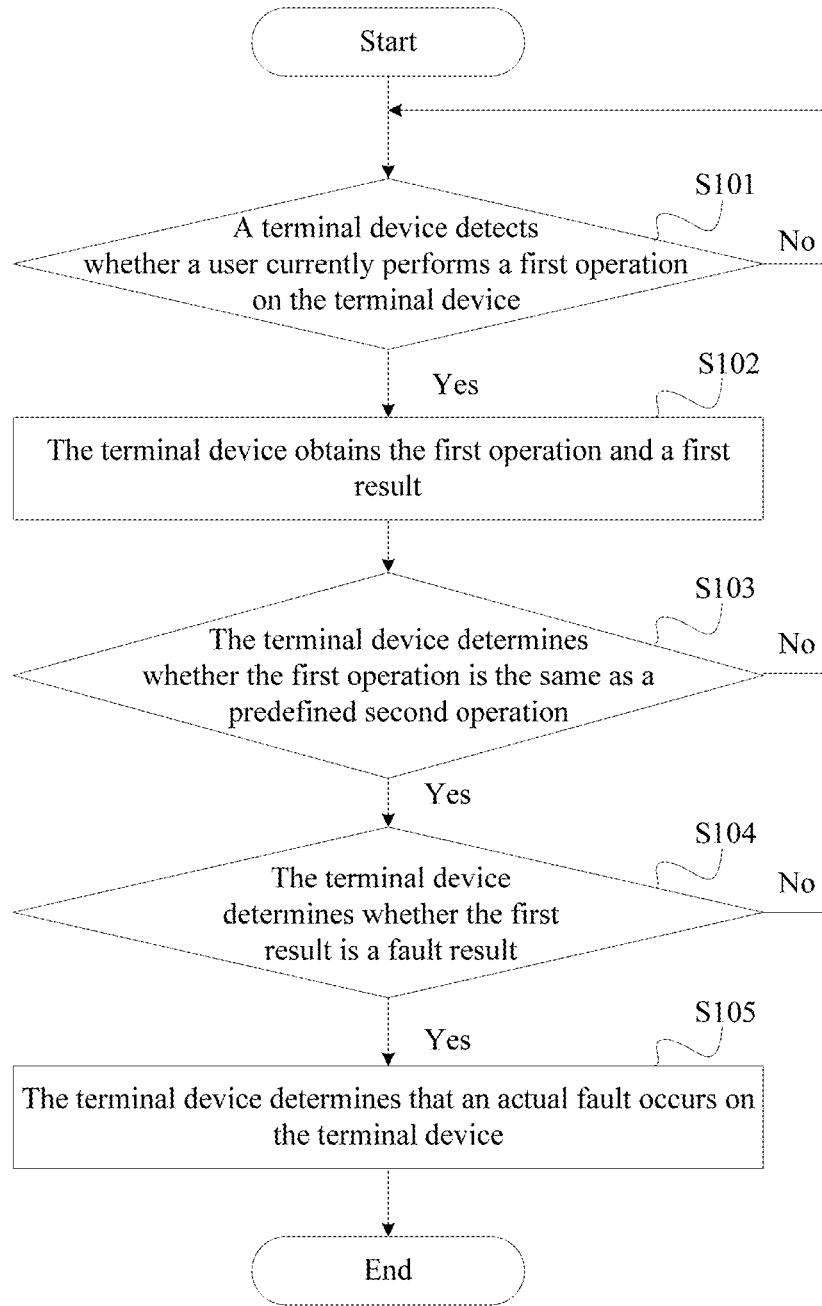 Start
S101
A terminal device detects
whether a user currently performs a first operation
on the terminal device
No
Yes
S102
The terminal device obtains the first operation and a first
result
S103
The terminal device determines
whether the first operation is the same as a
predefined second operation
No
Yes
S104
The terminal device
determines whether the first
result is a fault result
No
Yes
S105
The terminal device determines that an actual fault occurs on
the terminal device
End